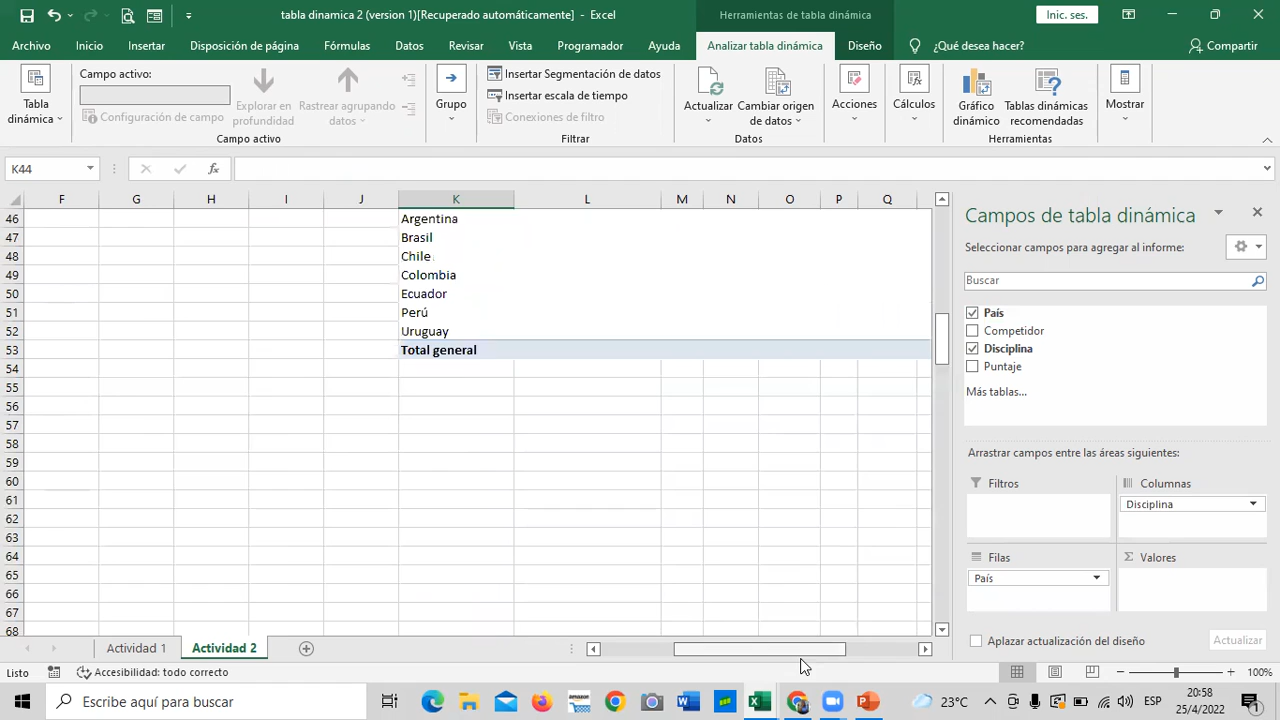 tabla dinamica 2 (version 1)[Recuperado automáticamente] - Excel
Herramientas de tabla dinámica
Inic. ses.
Archivo
Inicio
Insertar
Disposición de página
Fórmulas
Datos
Revisar
Vista
Programador
Ayuda
Analizar tabla dinámica
Diseño
¿Qué desea hacer?
Compartir
Tabla
dinámica
Campo activo:
Configuración de campo
Explorar en
profundidad
Rastrear agrupando
datos
Campo activo
Grupo
Insertar Segmentación de datos
Insertar escala de tiempo
Conexiones de filtro
Filtrar
Actualizar
Cambiar origen
de datos
Datos
Acciones
Cálculos
Gráfico
dinámico
Tablas dinámicas
recomendadas
Herramientas
Mostrar
K44
fx
F G H I J K L M N O P Q
46 Argentina
47 Brasil
48 Chile
49 Colombia
50 Ecuador
51 Perú
52 Uruguay
53 Total general
54
55
56
57
58
59
60
61
62
63
64
65
66
67
68
Campos de tabla dinámica
Seleccionar campos para agregar al informe:
Buscar
País
Competidor
Disciplina
Puntaje
Más tablas...
Arrastrar campos entre las áreas siguientes:
Filtros
Columnas
Disciplina
Filas
Σ Valores
País
Aplazar actualización del diseño
Actualizar
Actividad 1
Actividad 2
Listo
Accesibilidad: todo correcto
100%
Escribe aquí para buscar
23°C
ESP
20:58
25/4/2022